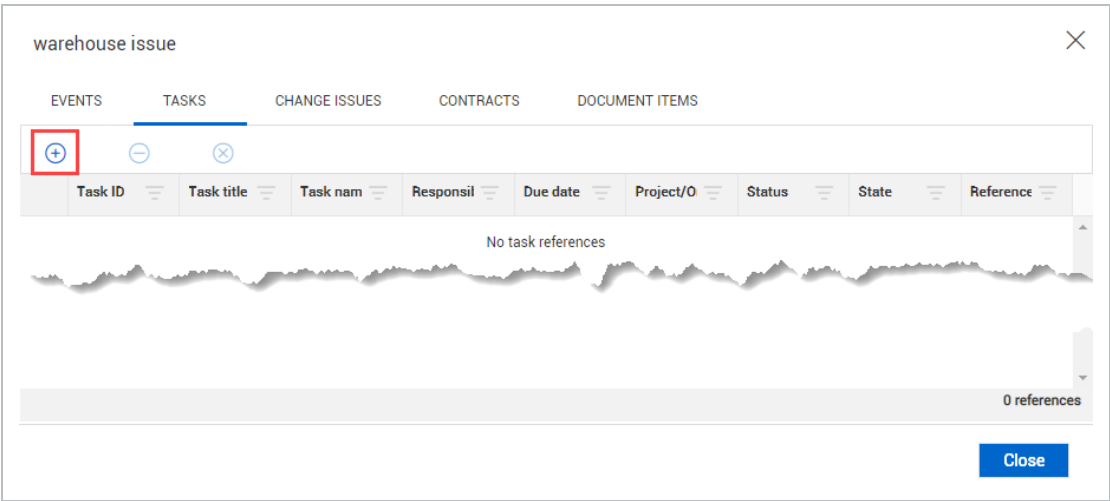 warehouse issue
EVENTS TASKS CHANGE ISSUES CONTRACTS DOCUMENT ITEMS
Task ID Task title Task nam Responsil Due date Project/O Status State Reference
No task references
0 references
Close